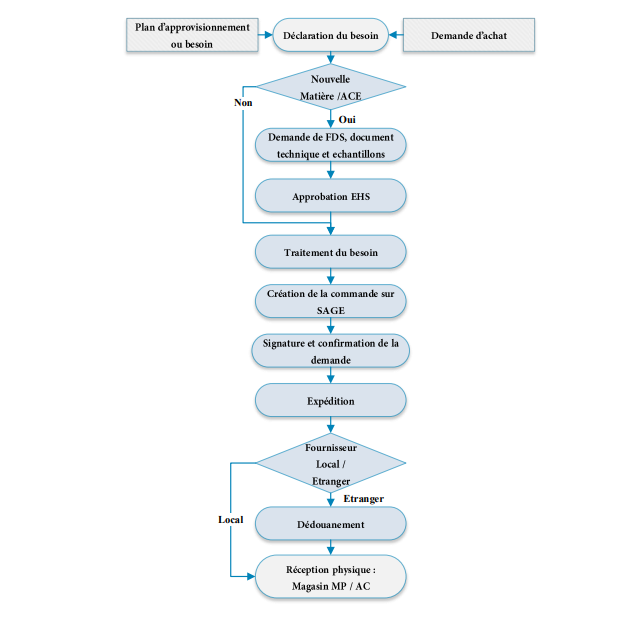 Plan d'approvisionnement
ou besoin
Déclaration du besoin
Demande d'achat
Nouvelle
Matière /ACE
Non
Oui
Demande de FDS, document
technique et echantillons
Approbation EHS
Traitement du besoin
Création de la commande sur
SAGE
Signature et confirmation de la
demande
Expédition
Fournisseur
Local /
Etranger
Etranger
Local
Dédouanement
Réception physique :
Magasin MP / AC